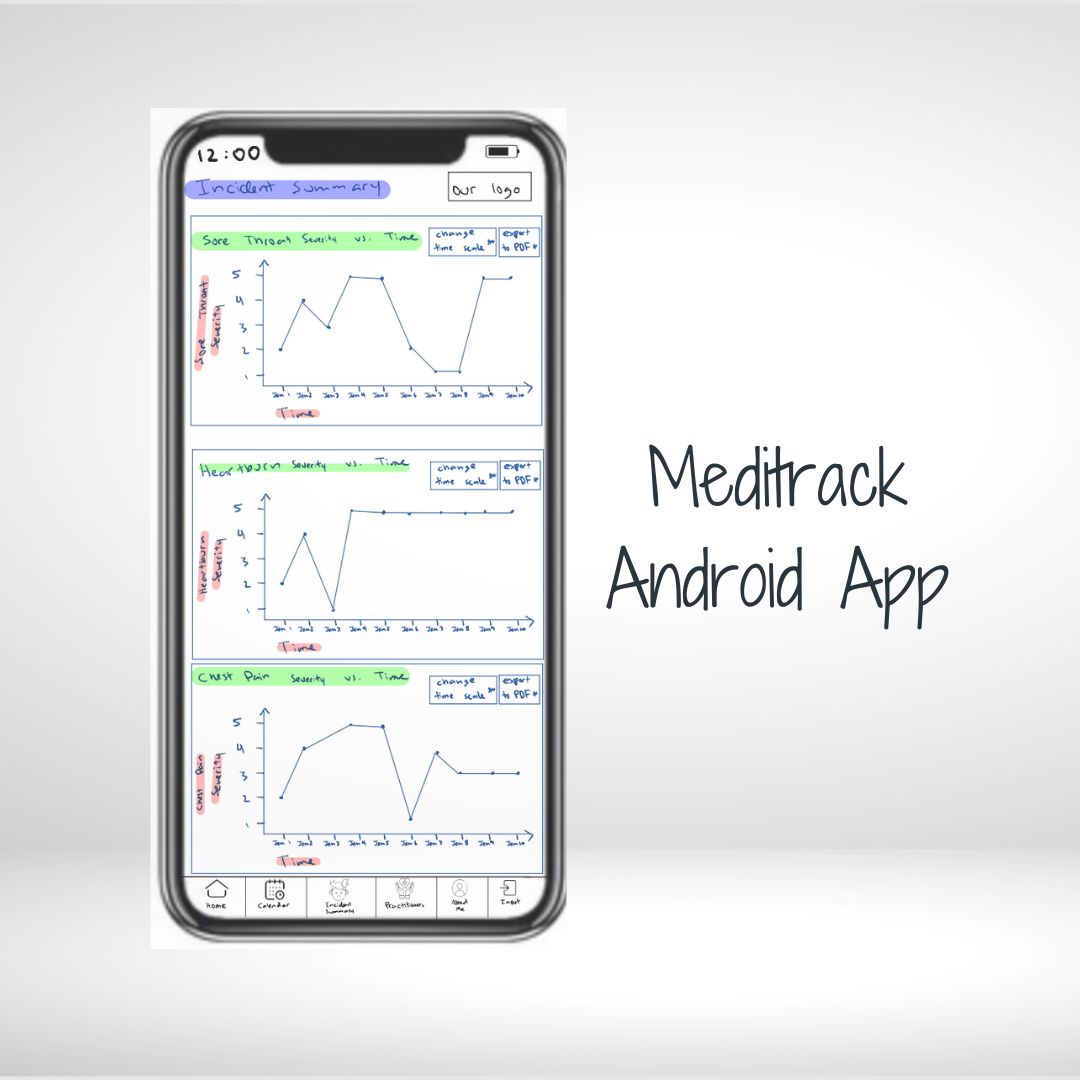 12:00
Incident Summary
Our logo
Sore Throat Severity vs. Time
change
time scale **
export
to PDF *
Sore Throat
Severity
5
4
3
2
1
Jan 1 Jan 2 Jan 3 Jan 4 Jan 5 Jan 6 Jan 7 Jan 8 Jan 9 Jan 10
Time
Heartburn Severity vs. Time
change
time scale **
export
to PDF *
Heartburn
Severity
5
4
3
2
1
Jan 1 Jan 2 Jan 3 Jan 4 Jan 5 Jan 6 Jan 7 Jan 8 Jan 9 Jan 10
Time
Chest Pain Severity vs. Time
change
time scale **
export
to PDF *
Chest Pain
Severity
5
4
3
2
1
Jan 1 Jan 2 Jan 3 Jan 4 Jan 5 Jan 6 Jan 7 Jan 8 Jan 9 Jan 10
Time
Home
Calendar
Incident
Summary
Practitioners
About
Me
Input
Meditrack
Android App